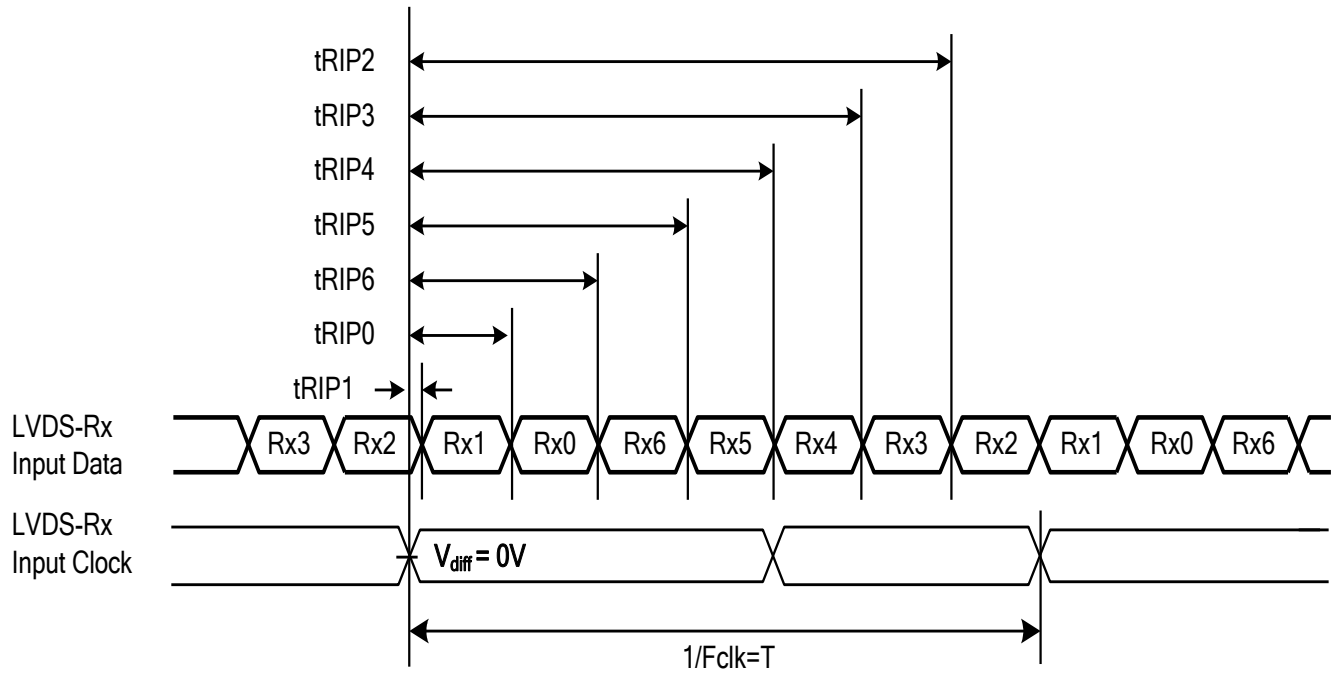 tRIP2
tRIP3
tRIP4
tRIP5
tRIP6
tRIP0
tRIP1
LVDS-Rx
Input Data
Rx3 Rx2 Rx1 Rx0 Rx6 Rx5 Rx4 Rx3 Rx2 Rx1 Rx0 Rx6
LVDS-Rx
Input Clock
Vdiff = 0V
1/Fclk=T